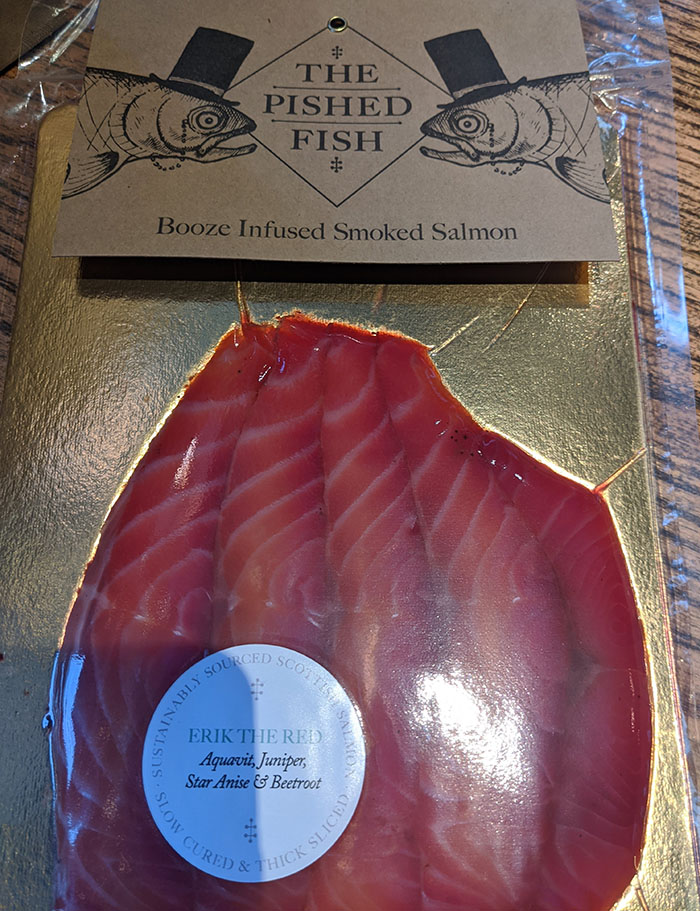 THE
PISHED
FISH
Booze Infused Smoked Salmon
· SUSTAINABLY SOURCED SCOTTISH SALMON ·
ERIK THE RED
Aquavit, Juniper,
Star Anise & Beetroot
SLOW CURED & THICK SLICED